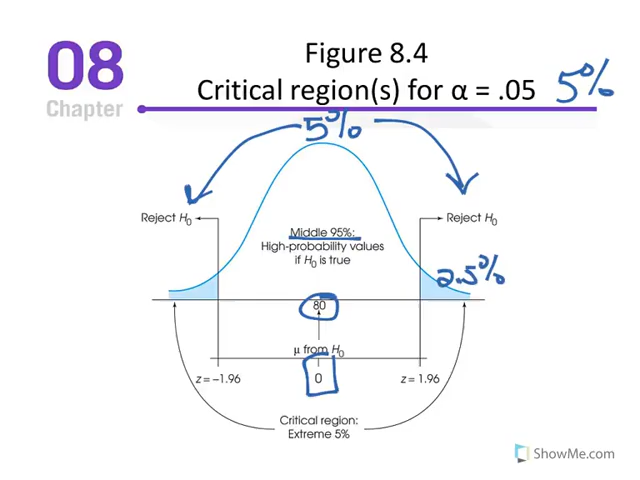 08
Chapter
Figure 8.4
Critical region(s) for α = .05
5%
5%
Reject H₀
Reject H₀
Middle 95%:
High-probability values
if H₀ is true
2.5%
80
μ from H₀
z = –1.96
0
z = 1.96
Critical region:
Extreme 5%
ShowMe.com